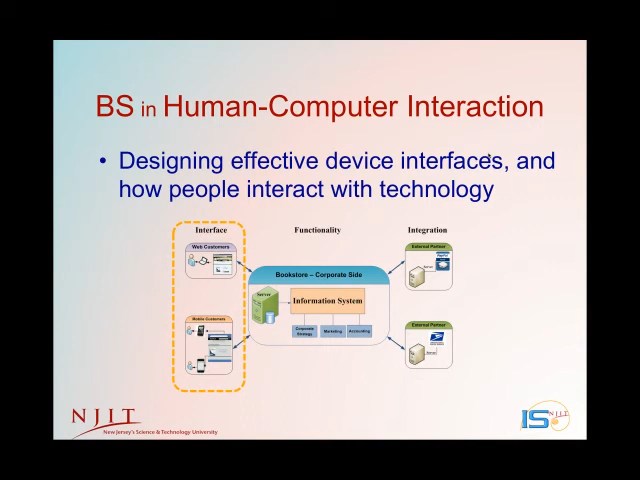 BS in Human-Computer Interaction
• Designing effective device interfaces, and
how people interact with technology
Interface
Functionality
Integration
Web Customers
Bookstore – Corporate Side
Server
Information System
Corporate
Strategy
Marketing
Accounting
Mobile Customers
External Partner
Server
External Partner
Server
NJIT
New Jersey's Science & Technology University
IS NJIT